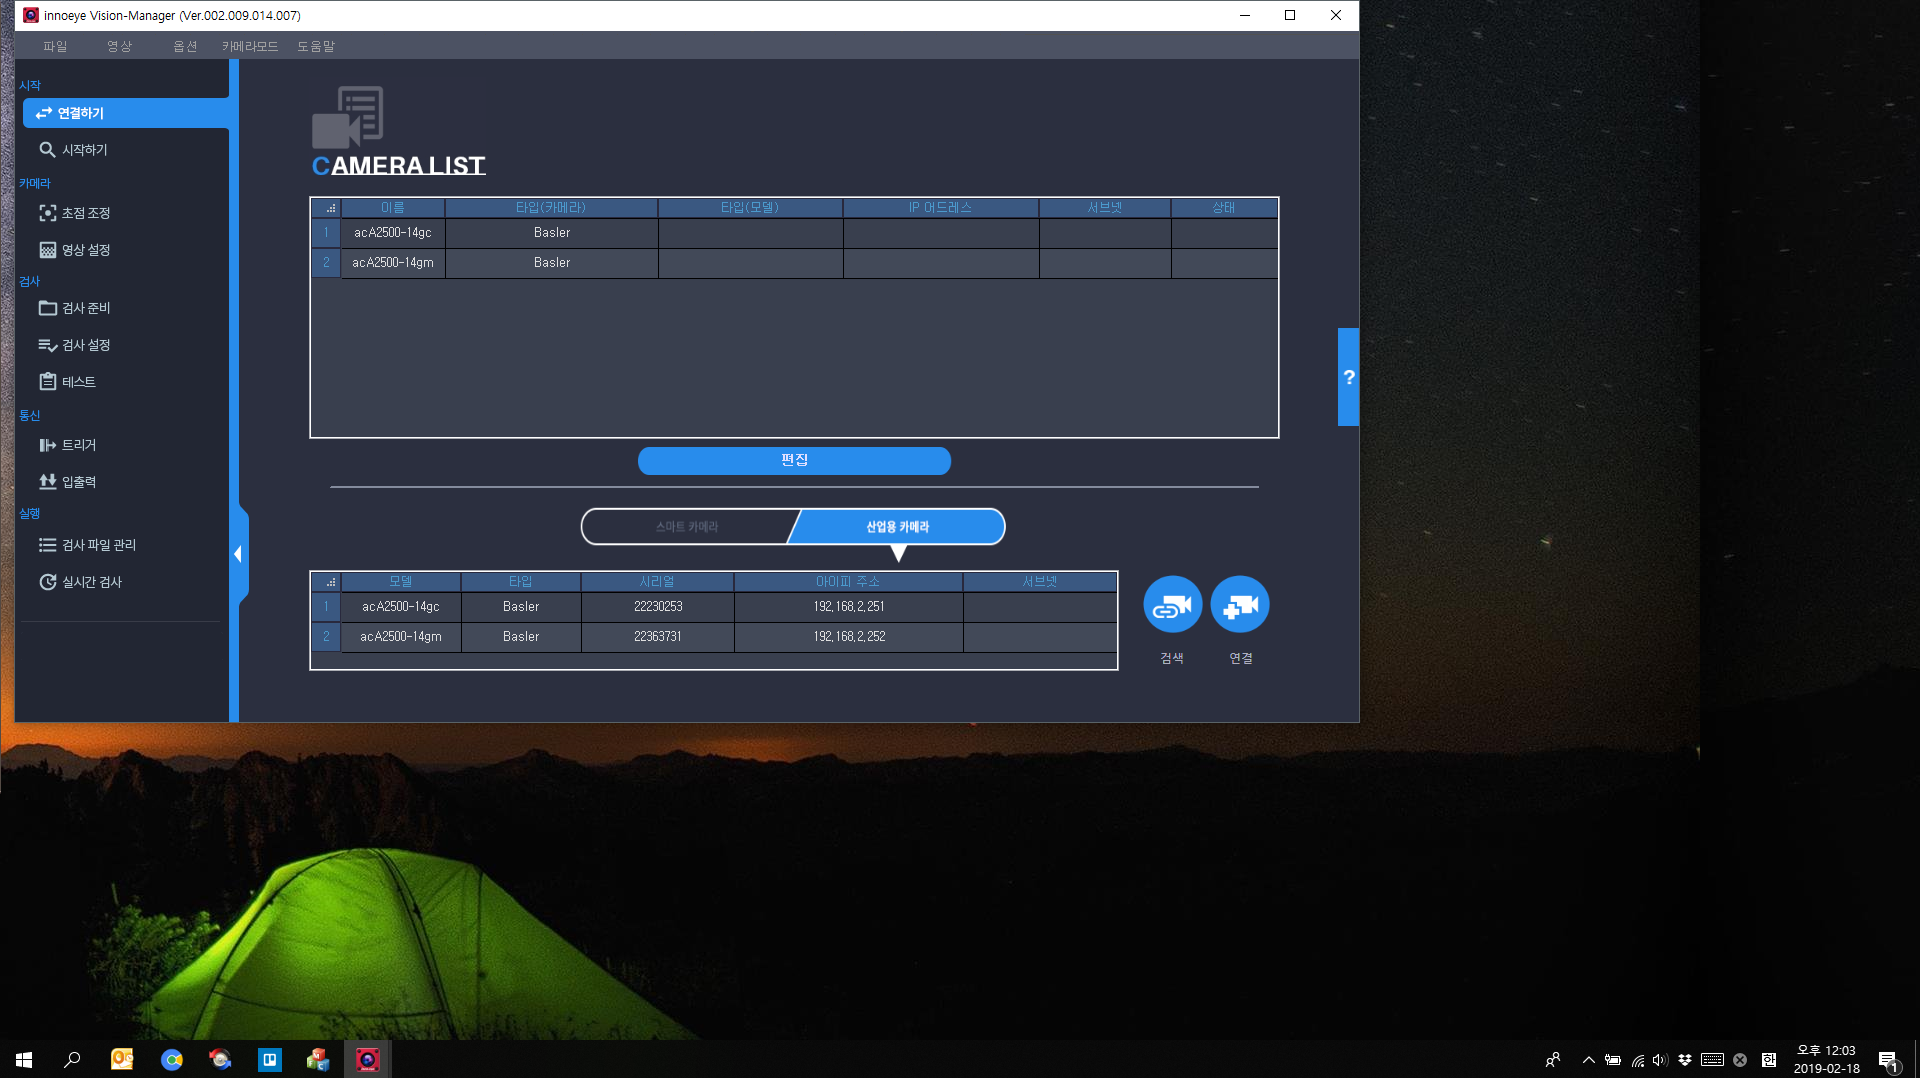 innoeye Vision-Manager (Ver.002.009.014.007)
파일 영상 옵션 카메라모드 도움말
시작
연결하기
시작하기
카메라
초점 조정
영상 설정
검사
검사 준비
검사 설정
테스트
통신
트리거
입출력
실행
검사 파일 관리
실시간 검사
CAMERA LIST
이름 타입(카메라) 타입(모델) IP 어드레스 서브넷 상태
1 acA2500-14gc Basler
2 acA2500-14gm Basler
?
편집
스마트 카메라 산업용 카메라
모델 타입 시리얼 아이피 주소 서브넷
1 acA2500-14gc Basler 22230253 192,168,2,251
2 acA2500-14gm Basler 22363731 192,168,2,252
검색 연결
한
오후 12:03
2019-02-18
1